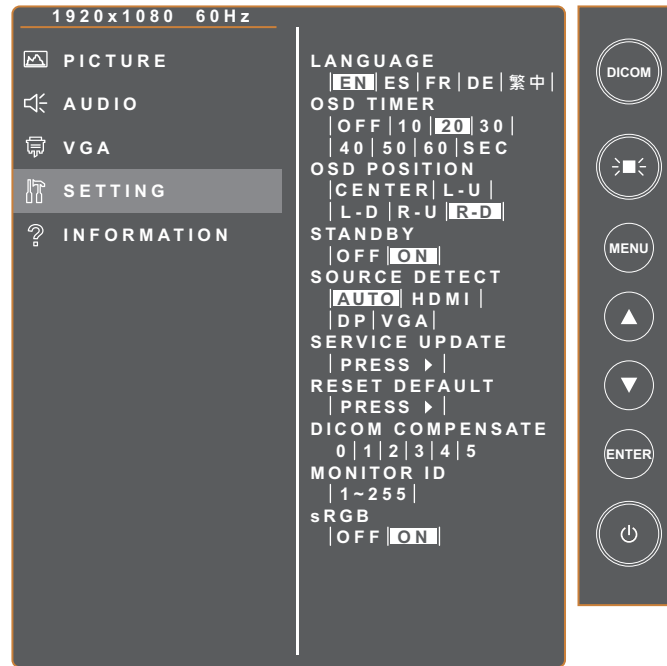 1920x1080 60Hz
PICTURE
AUDIO
VGA
SETTING
INFORMATION
LANGUAGE
|EN|ES|FR|DE|繁中|
OSD TIMER
|OFF|10|20|30|
|40|50|60|SEC
OSD POSITION
|CENTER|L-U|
|L-D|R-U|R-D|
STANDBY
|OFF|ON|
SOURCE DETECT
|AUTO|HDMI|
|DP|VGA|
SERVICE UPDATE
|PRESS ▶|
RESET DEFAULT
|PRESS ▶|
DICOM COMPENSATE
0|1|2|3|4|5
MONITOR ID
|1~255|
sRGB
|OFF|ON|
DICOM
MENU
ENTER